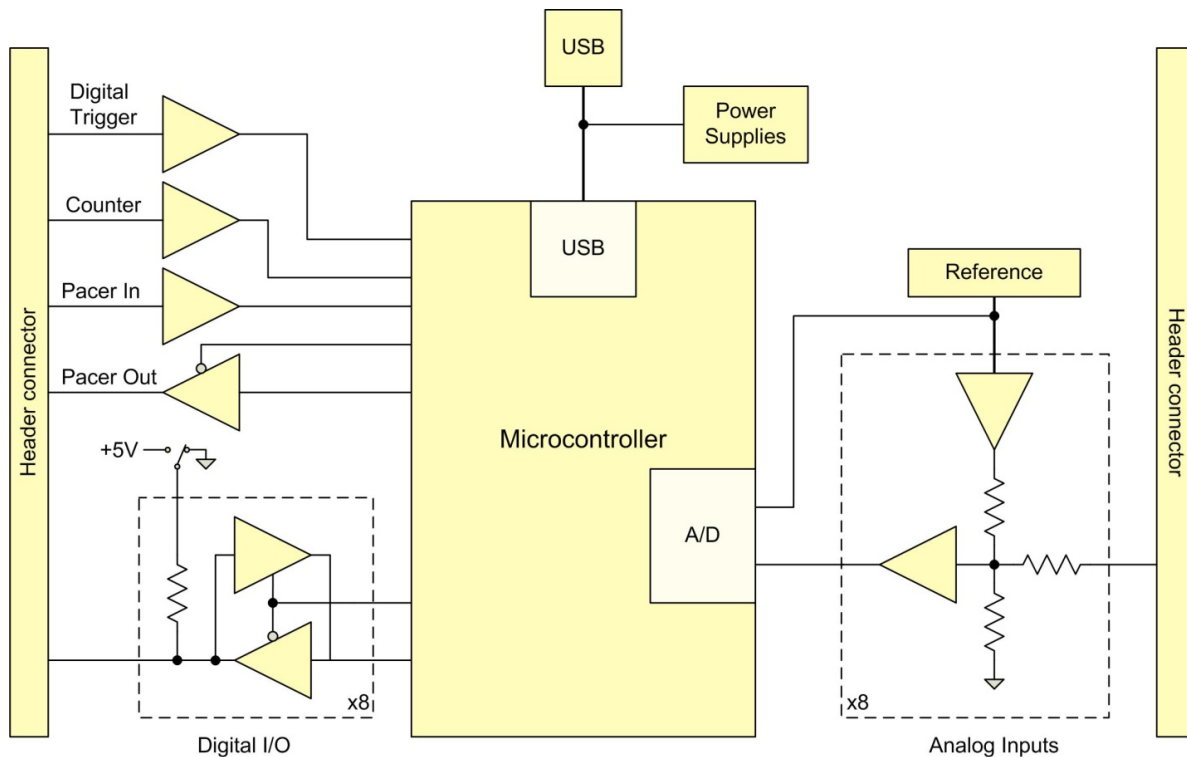 USB
Power
Supplies
Digital
Trigger
Counter
Pacer In
Pacer Out
Header connector
+5V
x8
Digital I/O
USB
Microcontroller
A/D
Reference
x8
Analog Inputs
Header connector